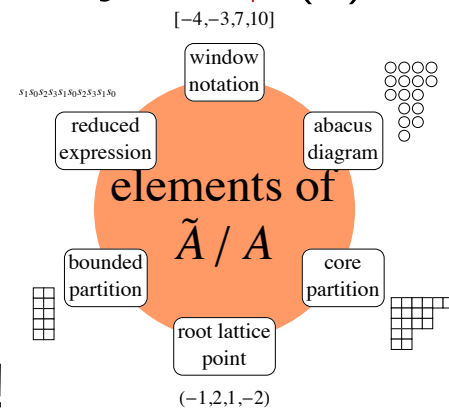 [−4,−3,7,10]
window
notation
s₁s₀s₂s₃s₁s₀s₂s₃s₁s₀
reduced
expression
abacus
diagram
elements of
Ã / A
bounded
partition
core
partition
root lattice
point
(−1,2,1,−2)